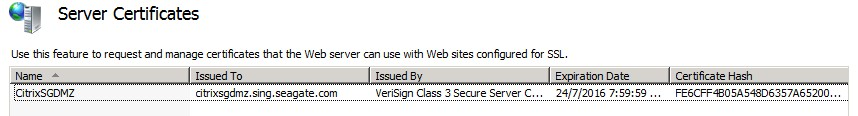 Server Certificates
Use this feature to request and manage certificates that the Web server can use with Web sites configured for SSL.
Name Issued To Issued By Expiration Date Certificate Hash
CitrixSGDMZ citrixsgdmz.sing.seagate.com VeriSign Class 3 Secure Server C... 24/7/2016 7:59:59 ... FE6CFF4B05A548D6357A65200...